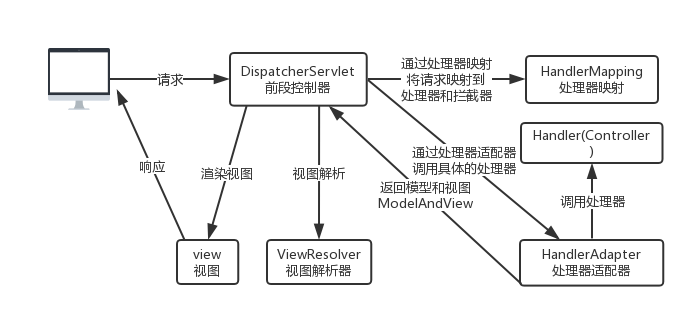 请求
DispatcherServlet
前段控制器
通过处理器映射
将请求映射到
处理器和拦截器
HandlerMapping
处理器映射
Handler(Controller
)
通过处理器适配器
调用具体的处理器
响应
渲染视图
视图解析
返回模型和视图
ModelAndView
调用处理器
view
视图
ViewResolver
视图解析器
HandlerAdapter
处理器适配器